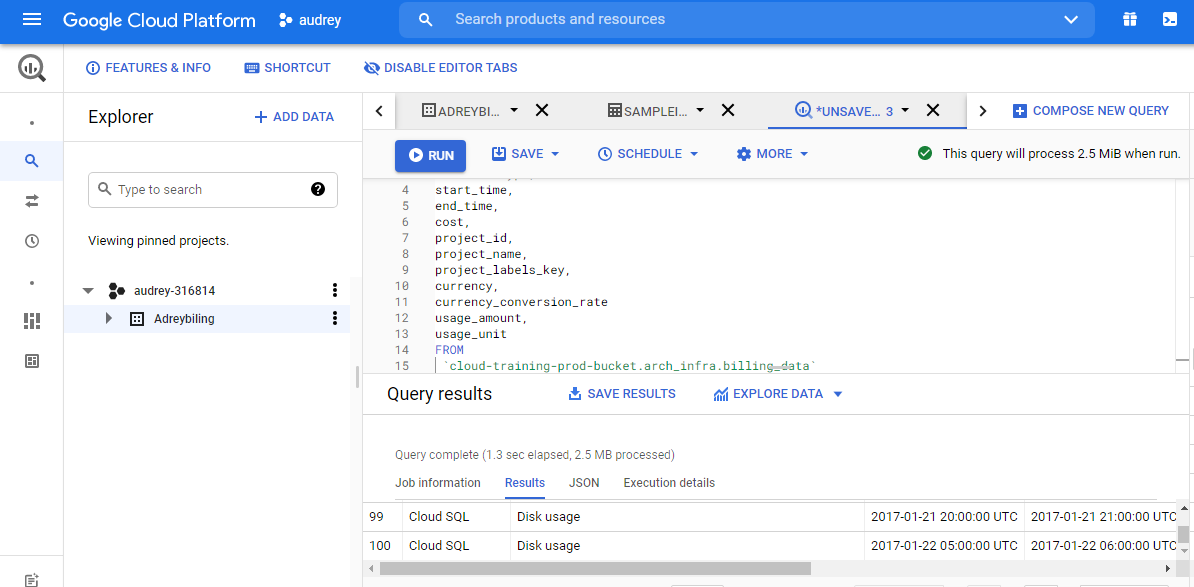 Google Cloud Platform audrey Search products and resources
FEATURES & INFO SHORTCUT DISABLE EDITOR TABS
Explorer + ADD DATA
Type to search
Viewing pinned projects.
audrey-316814
Adreybiling
ADREYBI... SAMPLEI... *UNSAVE... 3 COMPOSE NEW QUERY
RUN SAVE SCHEDULE MORE This query will process 2.5 MiB when run.
4 start_time,
5 end_time,
6 cost,
7 project_id,
8 project_name,
9 project_labels_key,
10 currency,
11 currency_conversion_rate
12 usage_amount,
13 usage_unit
14 FROM
15 `cloud-training-prod-bucket.arch_infra.billing_data`
Query results SAVE RESULTS EXPLORE DATA
Query complete (1.3 sec elapsed, 2.5 MB processed)
Job information Results JSON Execution details
99 Cloud SQL Disk usage 2017-01-21 20:00:00 UTC 2017-01-21 21:00:00 UTC
100 Cloud SQL Disk usage 2017-01-22 05:00:00 UTC 2017-01-22 06:00:00 UTC